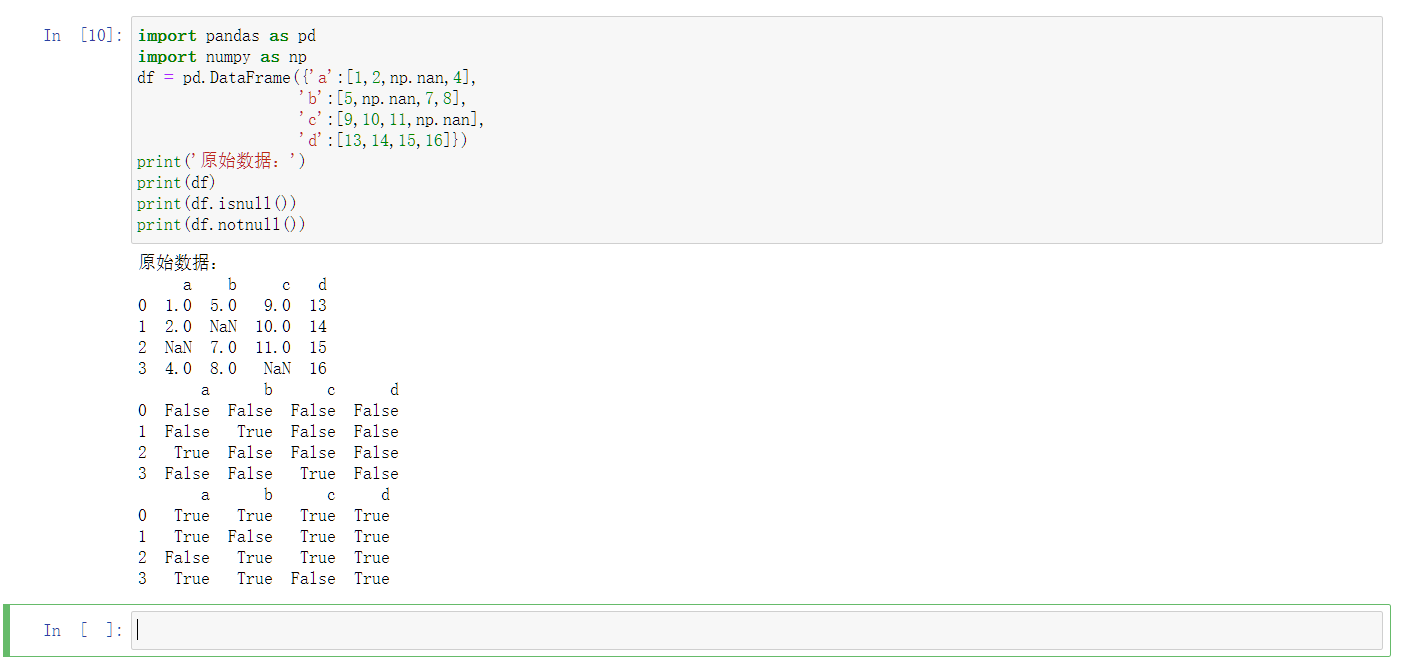 In [10]: import pandas as pd
import numpy as np
df = pd.DataFrame({'a':[1,2,np.nan,4],
'b':[5,np.nan,7,8],
'c':[9,10,11,np.nan],
'd':[13,14,15,16]})
print('原始数据：')
print(df)
print(df.isnull())
print(df.notnull())
原始数据：
a b c d
0 1.0 5.0 9.0 13
1 2.0 NaN 10.0 14
2 NaN 7.0 11.0 15
3 4.0 8.0 NaN 16
a b c d
0 False False False False
1 False True False False
2 True False False False
3 False False True False
a b c d
0 True True True True
1 True False True True
2 False True True True
3 True True False True
In [ ]: